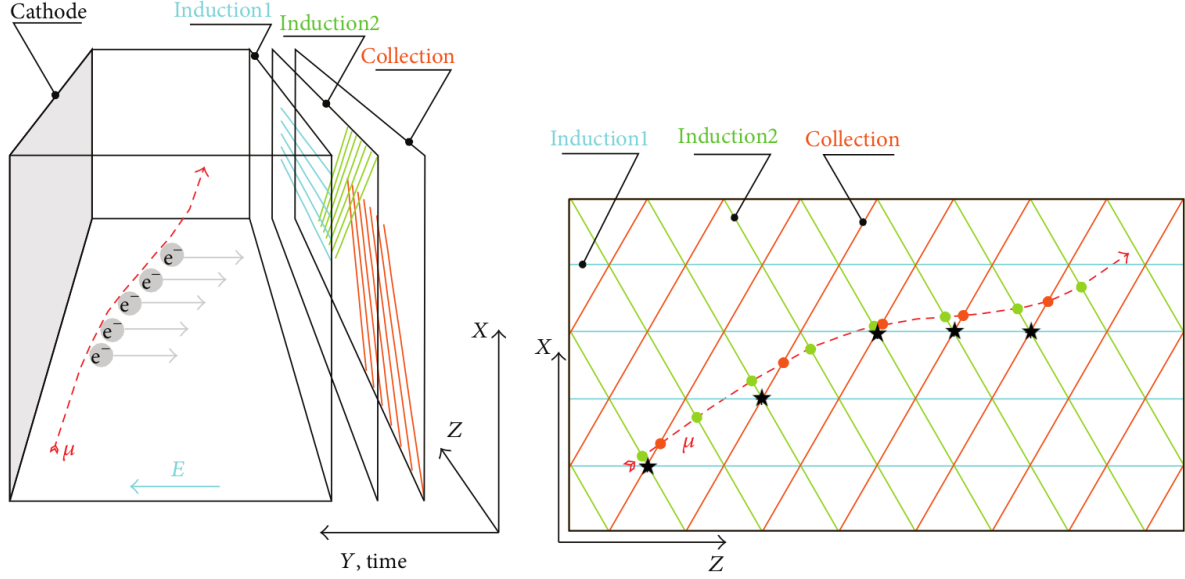 Cathode
Induction1
Induction2
Collection
e⁻
e⁻
e⁻
e⁻
e⁻
μ
E
X
Z
Y, time
Induction1
Induction2
Collection
X
μ
Z